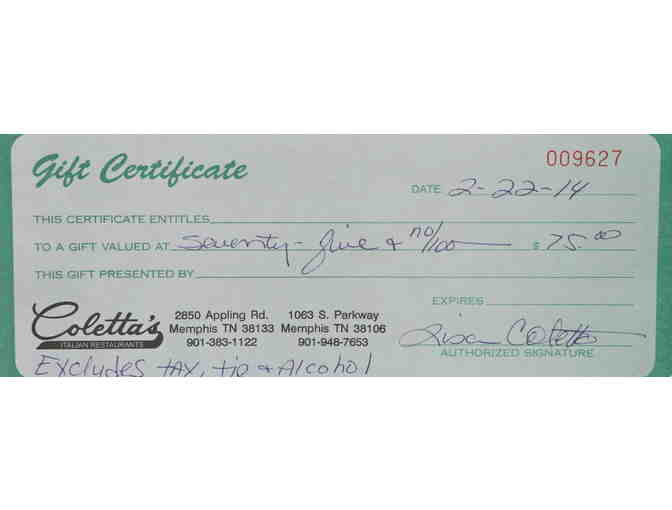 Gift Certificate
009627
DATE 2-22-14
THIS CERTIFICATE ENTITLES
TO A GIFT VALUED AT Seventy-five & no/100 $ 75.00
THIS GIFT PRESENTED BY
EXPIRES
Coletta's
ITALIAN RESTAURANTS
2850 Appling Rd. 1063 S. Parkway
Memphis TN 38133 Memphis TN 38106
901-383-1122 901-948-7653
Lisa Coletta
AUTHORIZED SIGNATURE
Excludes tax, tip & Alcohol